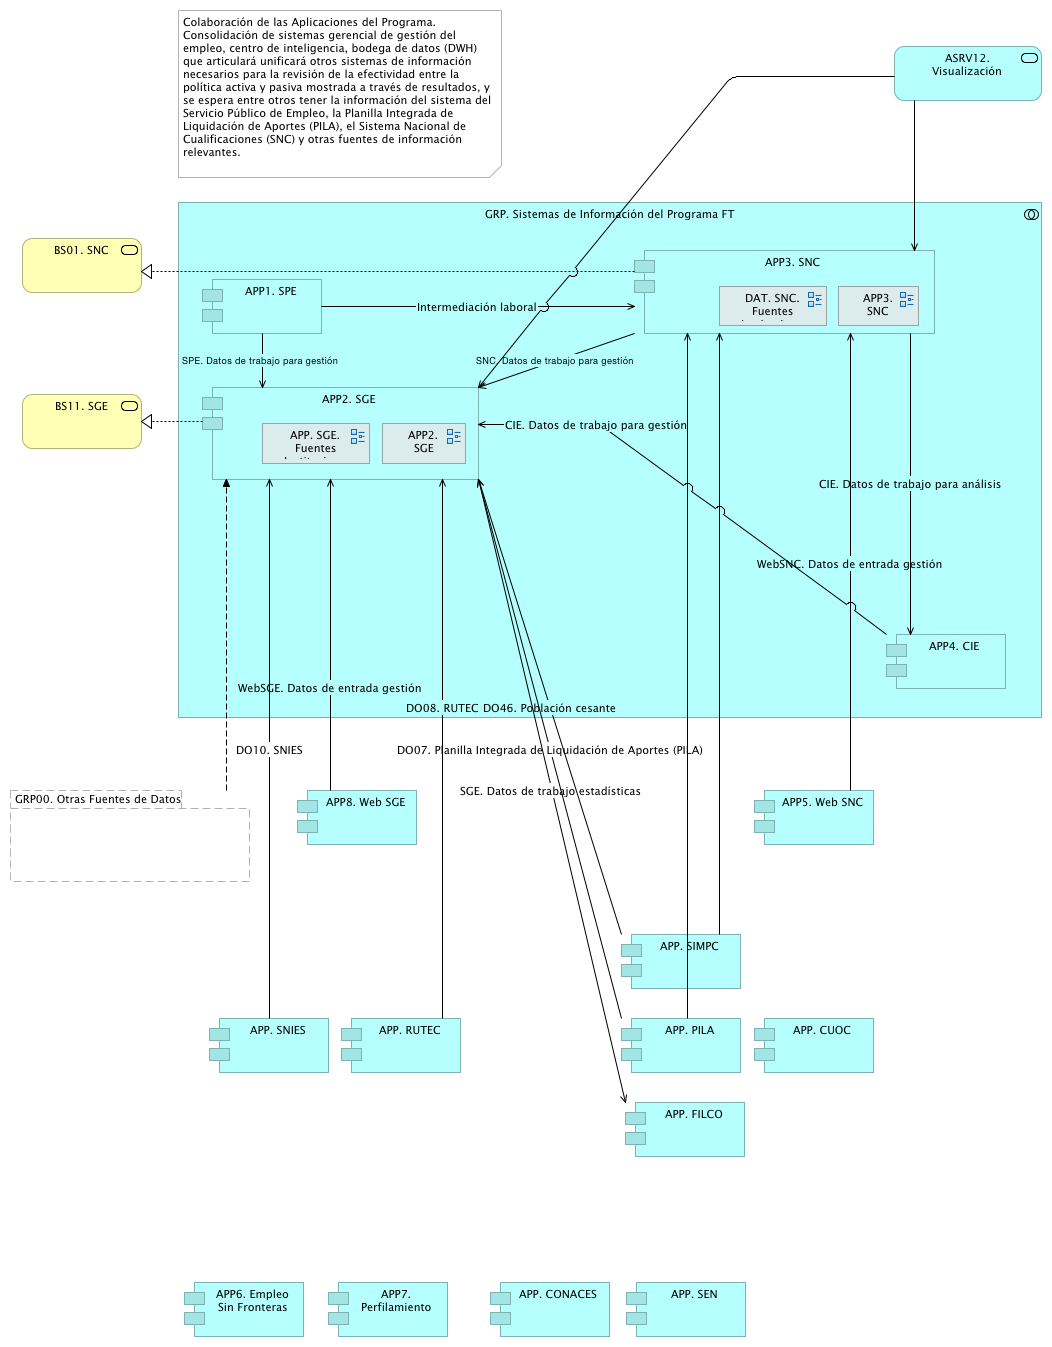 Colaboración de las Aplicaciones del Programa.
Consolidación de sistemas gerencial de gestión del
empleo, centro de inteligencia, bodega de datos (DWH)
que articulará unificará otros sistemas de información
necesarios para la revisión de la efectividad entre la
política activa y pasiva mostrada a través de resultados, y
se espera entre otros tener la información del sistema del
Servicio Público de Empleo, la Planilla Integrada de
Liquidación de Aportes (PILA), el Sistema Nacional de
Cualificaciones (SNC) y otras fuentes de información
relevantes.
ASRV12.
Visualización
GRP. Sistemas de Información del Programa FT
BS01. SNC
APP3. SNC
APP1. SPE
DAT. SNC.
Fuentes
APP3.
SNC
Intermediación laboral
SPE. Datos de trabajo para gestión
SNC. Datos de trabajo para gestión
BS11. SGE
APP2. SGE
APP. SGE.
Fuentes
APP2.
SGE
CIE. Datos de trabajo para gestión
CIE. Datos de trabajo para análisis
WebSNC. Datos de entrada gestión
APP4. CIE
WebSGE. Datos de entrada gestión
DO08. RUTEC
DO46. Población cesante
DO10. SNIES
DO07. Planilla Integrada de Liquidación de Aportes (PILA)
SGE. Datos de trabajo estadísticas
GRP00. Otras Fuentes de Datos
APP8. Web SGE
APP5. Web SNC
APP. SIMPC
APP. SNIES
APP. RUTEC
APP. PILA
APP. CUOC
APP. FILCO
APP6. Empleo
Sin Fronteras
APP7.
Perfilamiento
APP. CONACES
APP. SEN